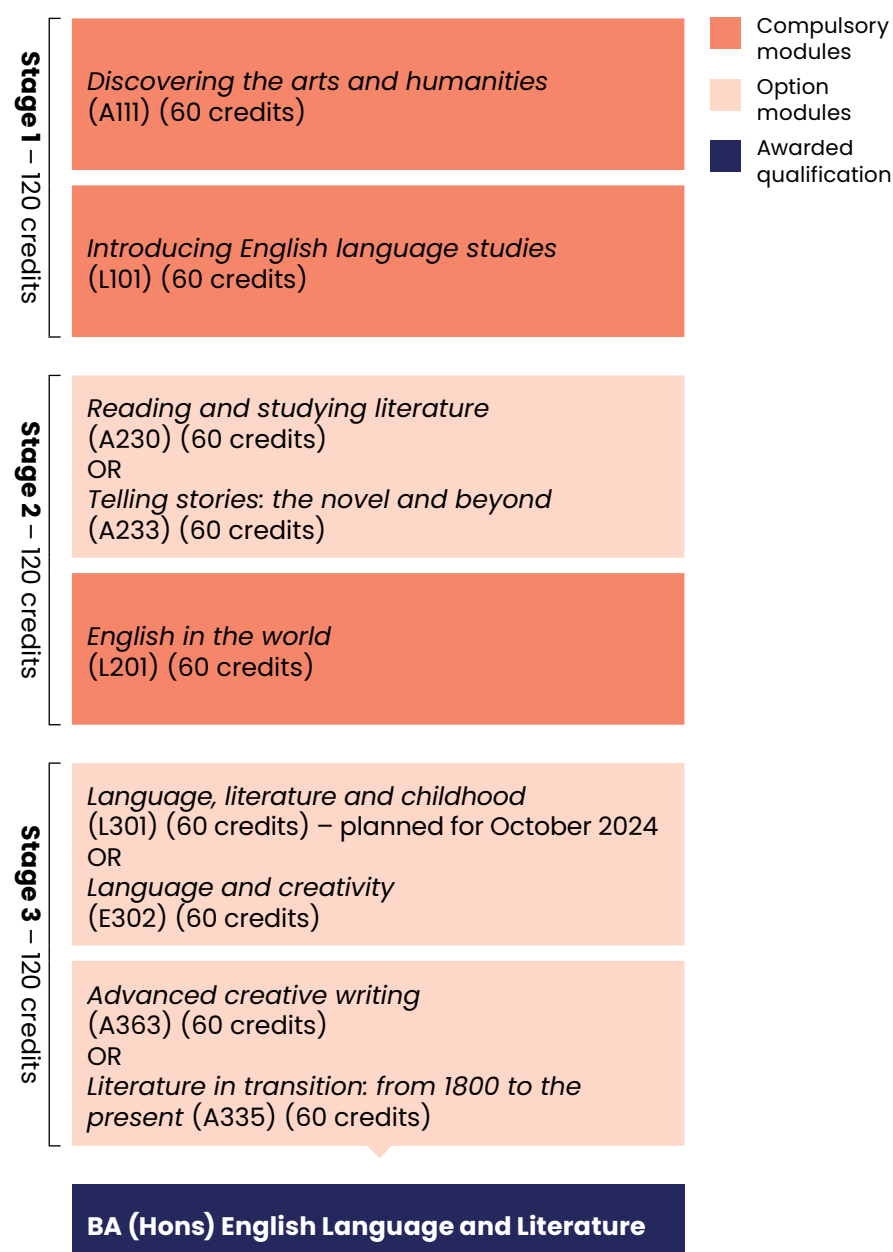 Compulsory
modules
Option
modules
Awarded
qualification
Stage 1 – 120 credits
Discovering the arts and humanities
(A111) (60 credits)
Introducing English language studies
(L101) (60 credits)
Stage 2 – 120 credits
Reading and studying literature
(A230) (60 credits)
OR
Telling stories: the novel and beyond
(A233) (60 credits)
English in the world
(L201) (60 credits)
Stage 3 – 120 credits
Language, literature and childhood
(L301) (60 credits) – planned for October 2024
OR
Language and creativity
(E302) (60 credits)
Advanced creative writing
(A363) (60 credits)
OR
Literature in transition: from 1800 to the
present (A335) (60 credits)
BA (Hons) English Language and Literature